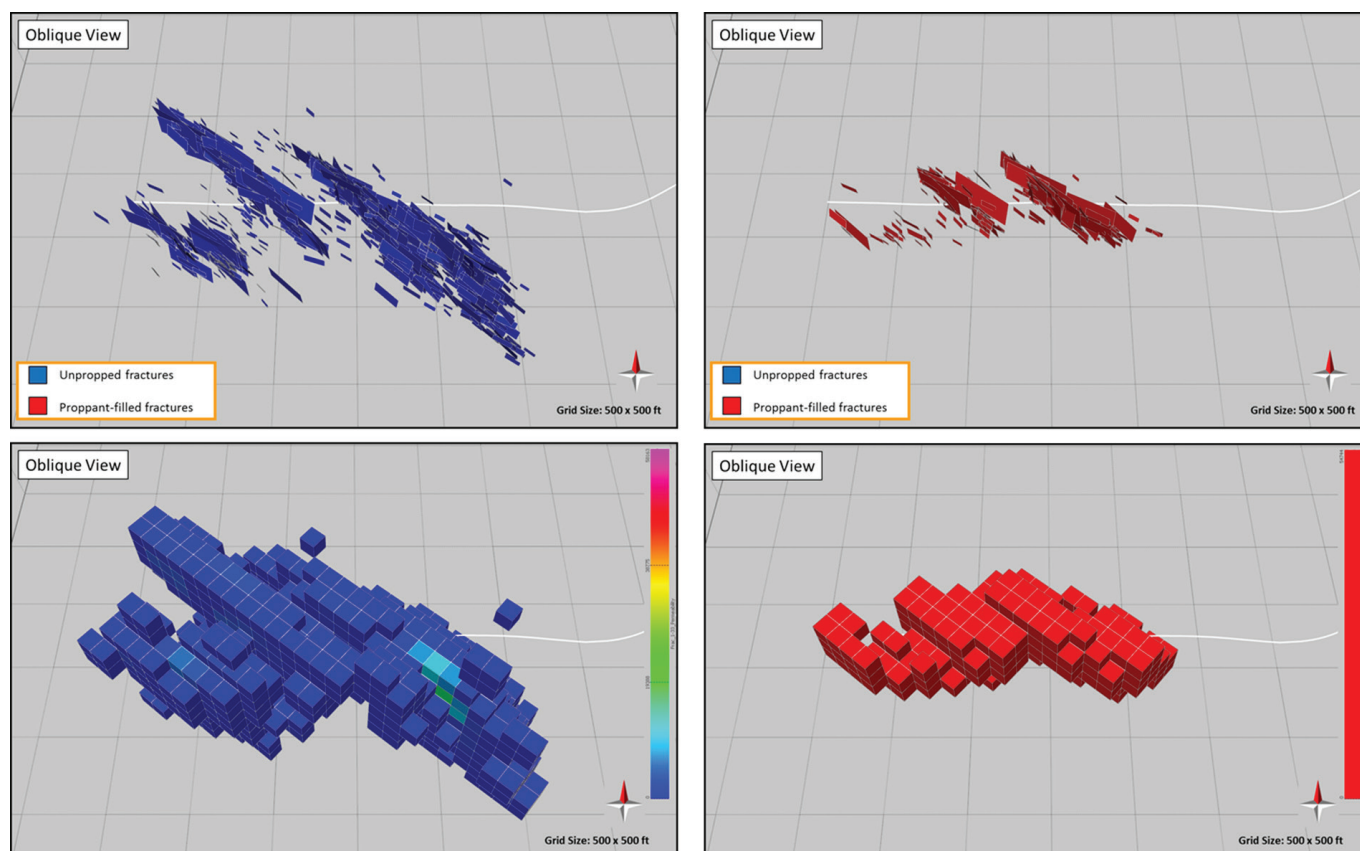 Oblique View
Unpropped fractures
Proppant-filled fractures
Grid Size: 500 x 500 ft
Oblique View
Unpropped fractures
Proppant-filled fractures
Grid Size: 500 x 500 ft
Oblique View
0
Grid Size: 500 x 500 ft
Oblique View
0
Grid Size: 500 x 500 ft